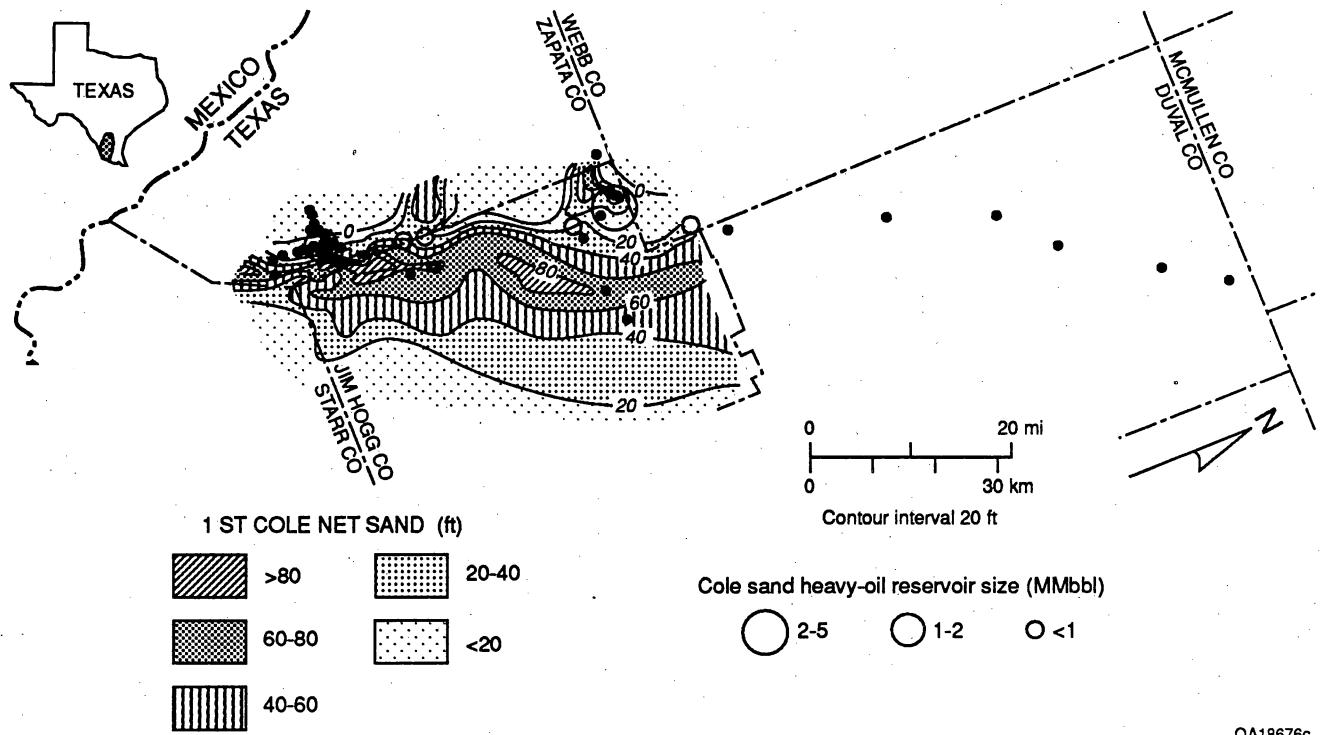 TEXAS
MEXICO
TEXAS
WEBB CO
ZAPATA CO
MCMULLEN CO
DUVAL CO
0
0
20
40
80
60
40
20
JIM HOGG CO
STARR CO
0 20 mi
0 30 km
Contour interval 20 ft
N
1 ST COLE NET SAND (ft)
>80
20-40
60-80
<20
40-60
Cole sand heavy-oil reservoir size (MMbbl)
2-5
1-2
<1
QA18676c